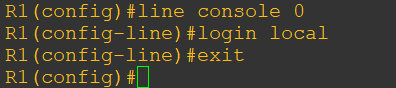 R1(config)#line console 0
R1(config-line)#login local
R1(config-line)#exit
R1(config)#